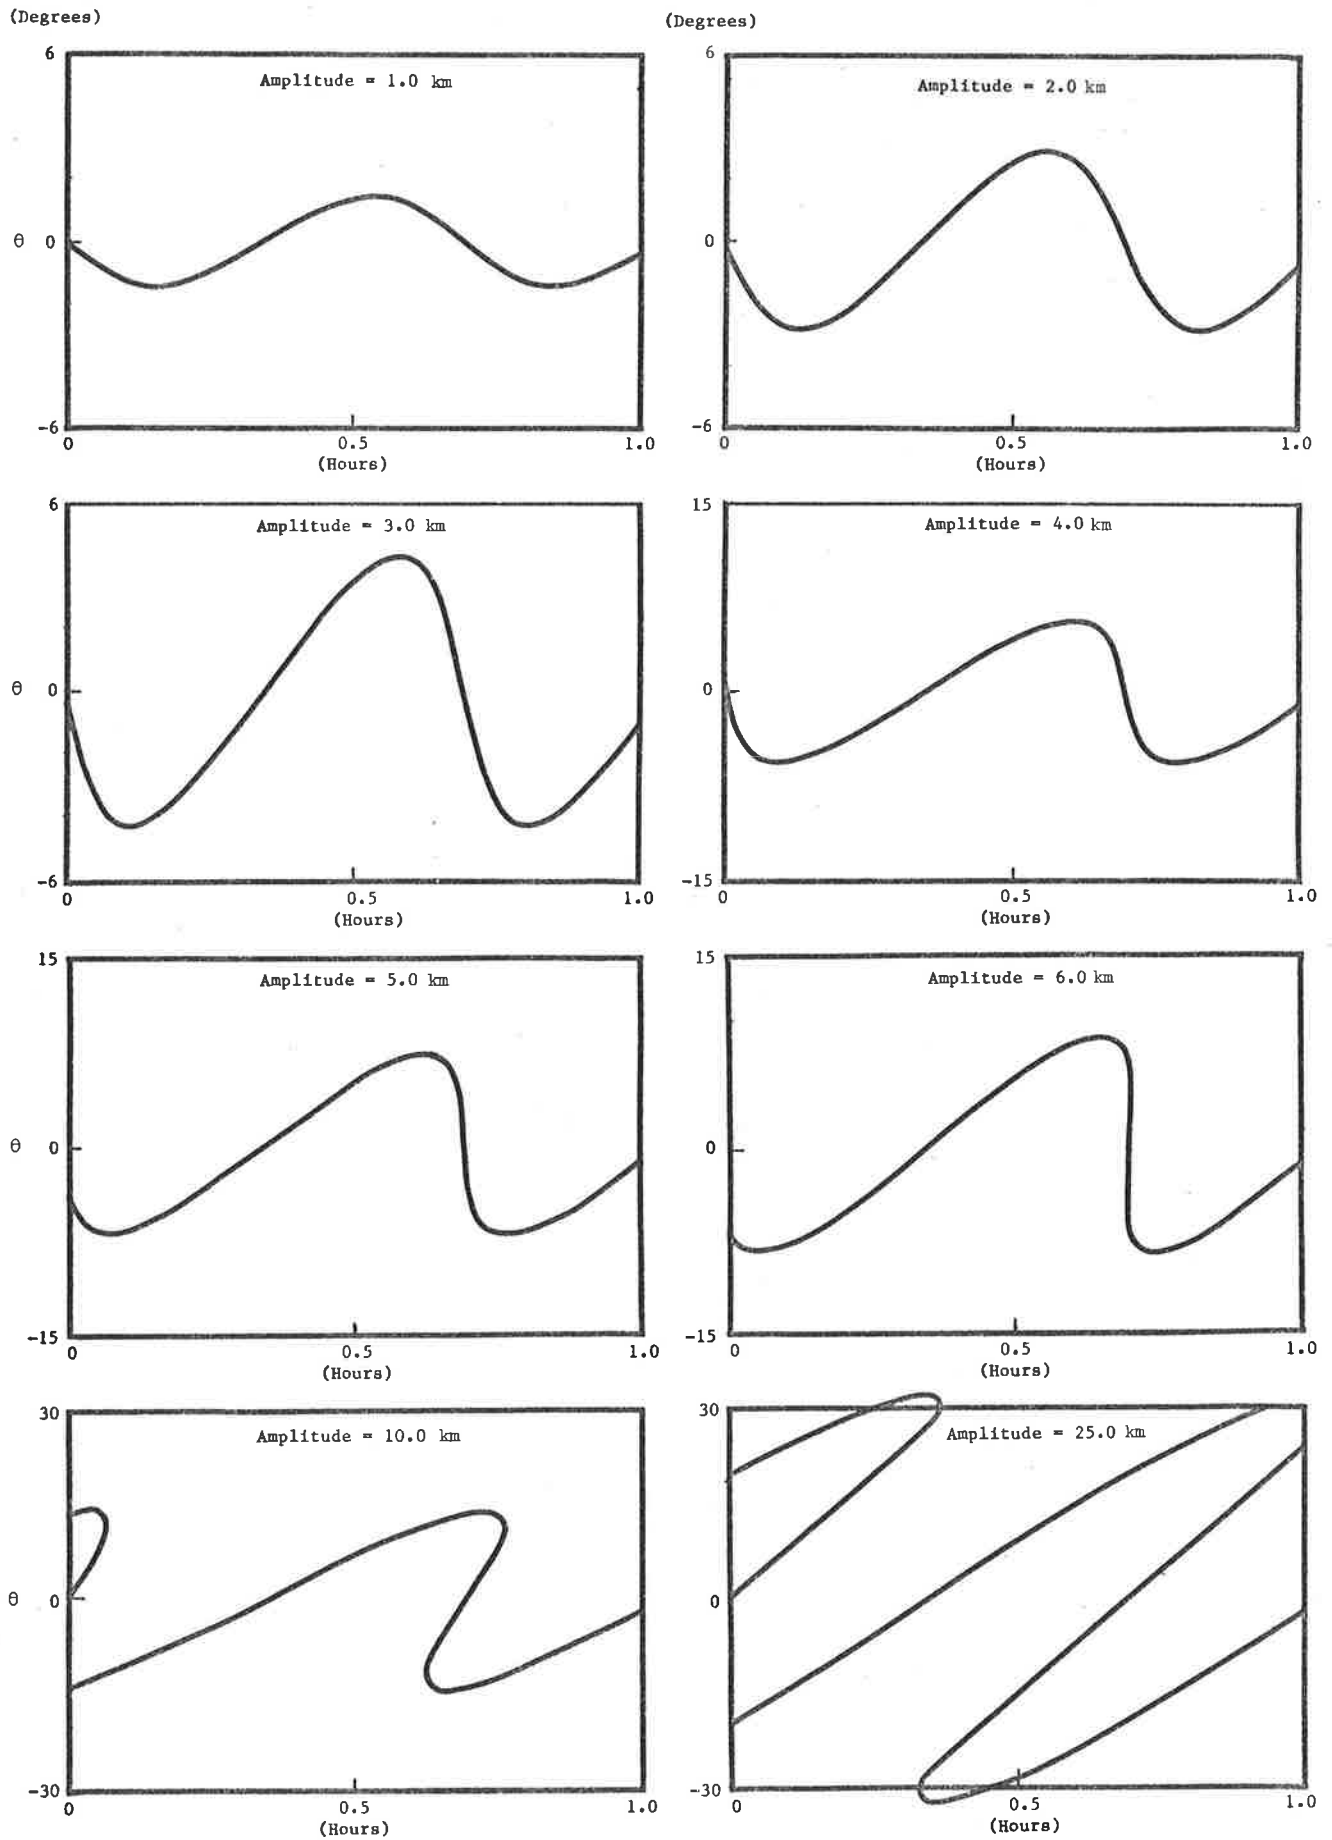 (Degrees) (Degrees)
6 Amplitude = 1.0 km 6 Amplitude = 2.0 km
θ 0 0
-6 -6
0 0.5 1.0 0 0.5 1.0
(Hours) (Hours)
6 Amplitude = 3.0 km 15 Amplitude = 4.0 km
θ 0 0
-6 -15
0 0.5 1.0 0 0.5 1.0
(Hours) (Hours)
15 Amplitude = 5.0 km 15 Amplitude = 6.0 km
θ 0 0
-15 -15
0 0.5 1.0 0 0.5 1.0
(Hours) (Hours)
30 Amplitude = 10.0 km 30 Amplitude = 25.0 km
θ 0 0
-30 -30
0 0.5 1.0 0 0.5 1.0
(Hours) (Hours)